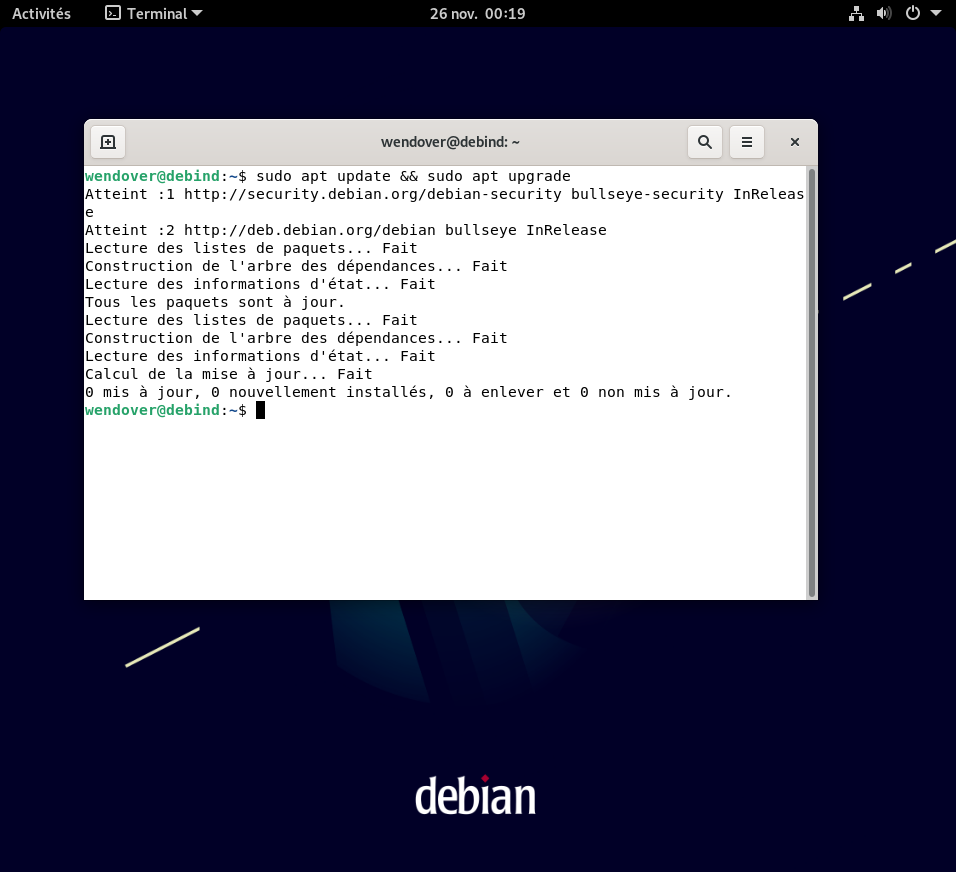 Activités Terminal 26 nov. 00:19
wendover@debind: ~
wendover@debind:~$ sudo apt update && sudo apt upgrade
Atteint :1 http://security.debian.org/debian-security bullseye-security InReleas
e
Atteint :2 http://deb.debian.org/debian bullseye InRelease
Lecture des listes de paquets... Fait
Construction de l'arbre des dépendances... Fait
Lecture des informations d'état... Fait
Tous les paquets sont à jour.
Lecture des listes de paquets... Fait
Construction de l'arbre des dépendances... Fait
Lecture des informations d'état... Fait
Calcul de la mise à jour... Fait
0 mis à jour, 0 nouvellement installés, 0 à enlever et 0 non mis à jour.
wendover@debind:~$
debian